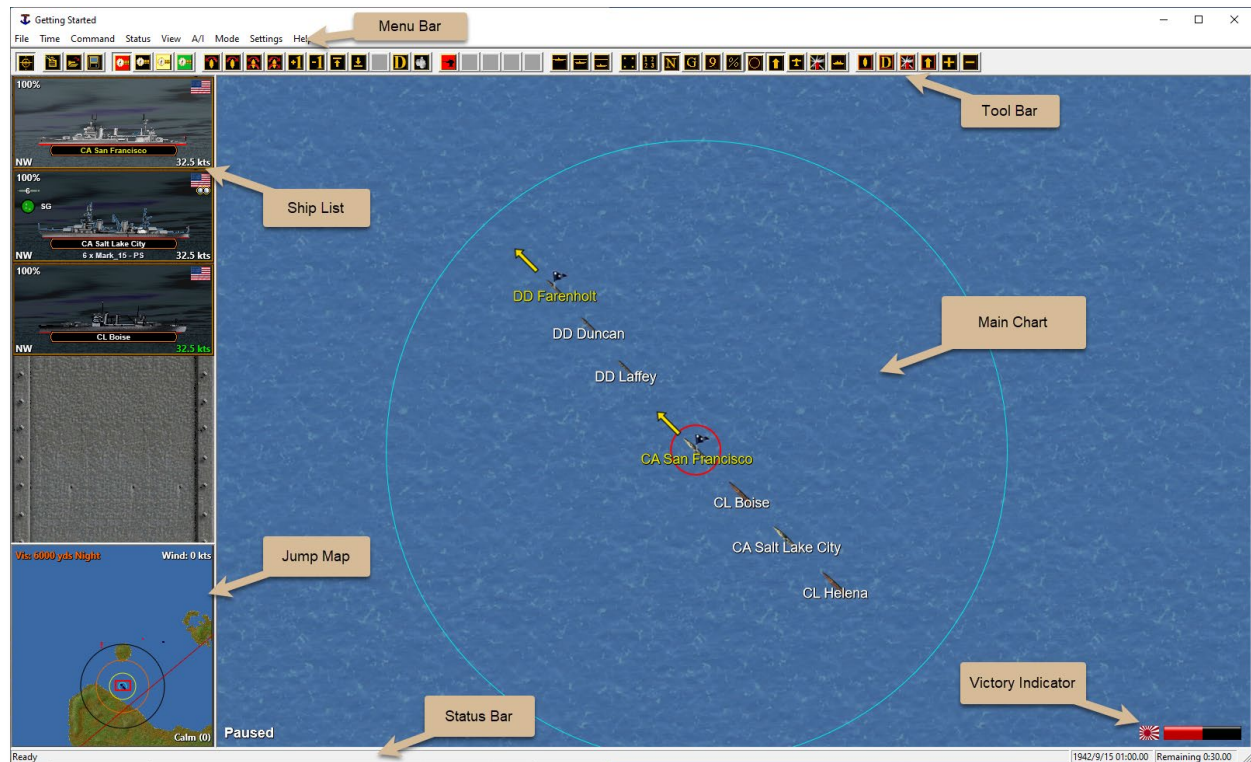 Getting Started
File Time Command Status View A/I Mode Settings Help
Menu Bar
+1 -1 D N G 9 % D
Tool Bar
100%
CA San Francisco
NW 32.5 kts
100%
6
SG
CA Salt Lake City
NW 6 x Mark_15 - PS 32.5 kts
100%
CL Boise
NW 32.5 kts
Ship List
DD Farenholt
DD Duncan
DD Laffey
CA San Francisco
CL Boise
CA Salt Lake City
CL Helena
Main Chart
Vis: 6000 yds Night Wind: 0 kts
Calm (0)
Jump Map
Victory Indicator
Status Bar
Paused
Ready 1942/9/15 01:00.00 Remaining 0:30.00